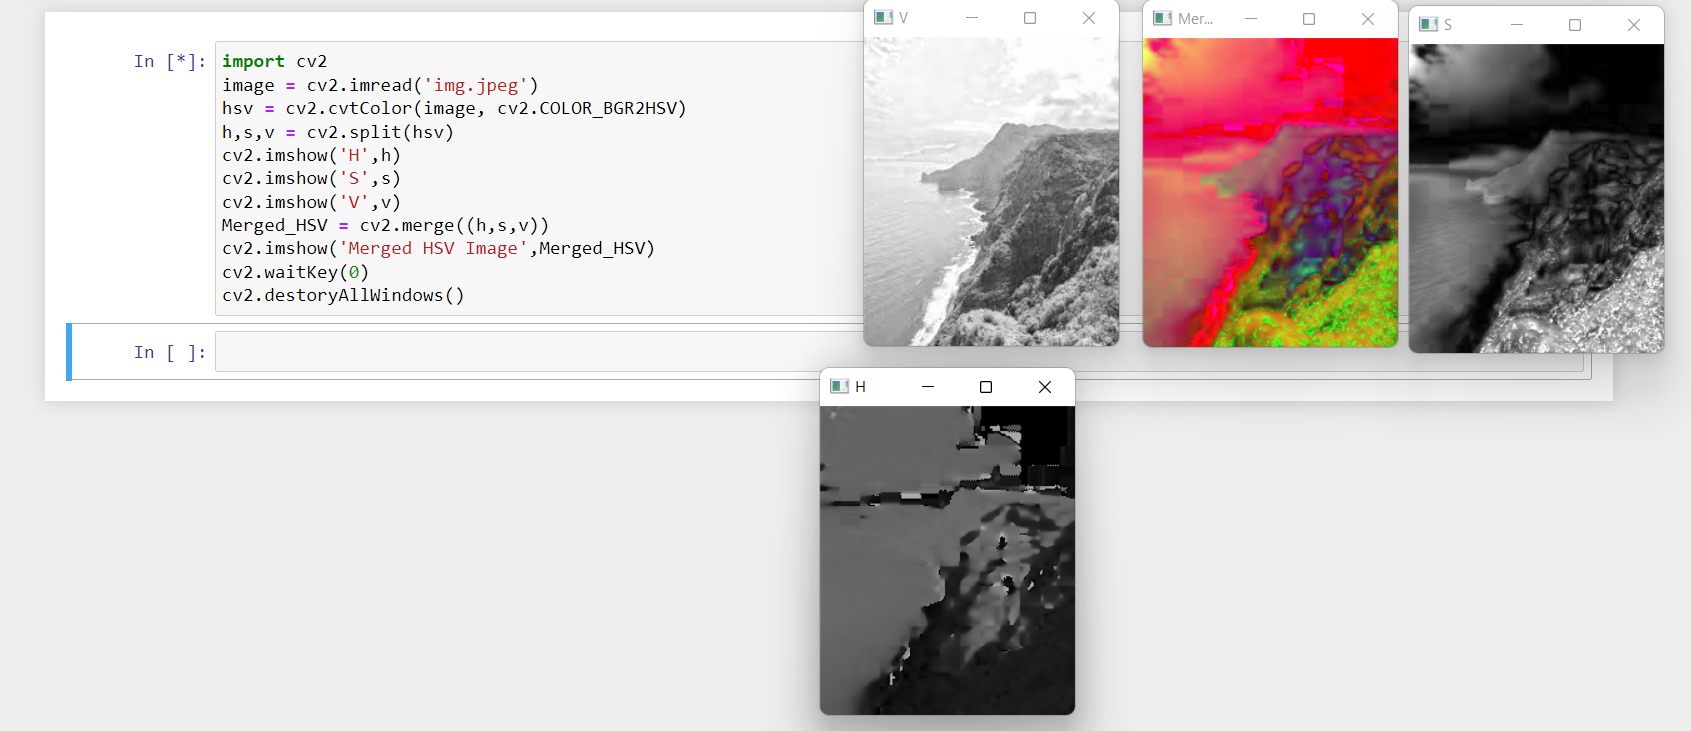 In [*]:
import cv2
image = cv2.imread('img.jpeg')
hsv = cv2.cvtColor(image, cv2.COLOR_BGR2HSV)
h,s,v = cv2.split(hsv)
cv2.imshow('H',h)
cv2.imshow('S',s)
cv2.imshow('V',v)
Merged_HSV = cv2.merge((h,s,v))
cv2.imshow('Merged HSV Image',Merged_HSV)
cv2.waitKey(0)
cv2.destoryAllWindows()
In [ ]:
V
Mer...
S
H